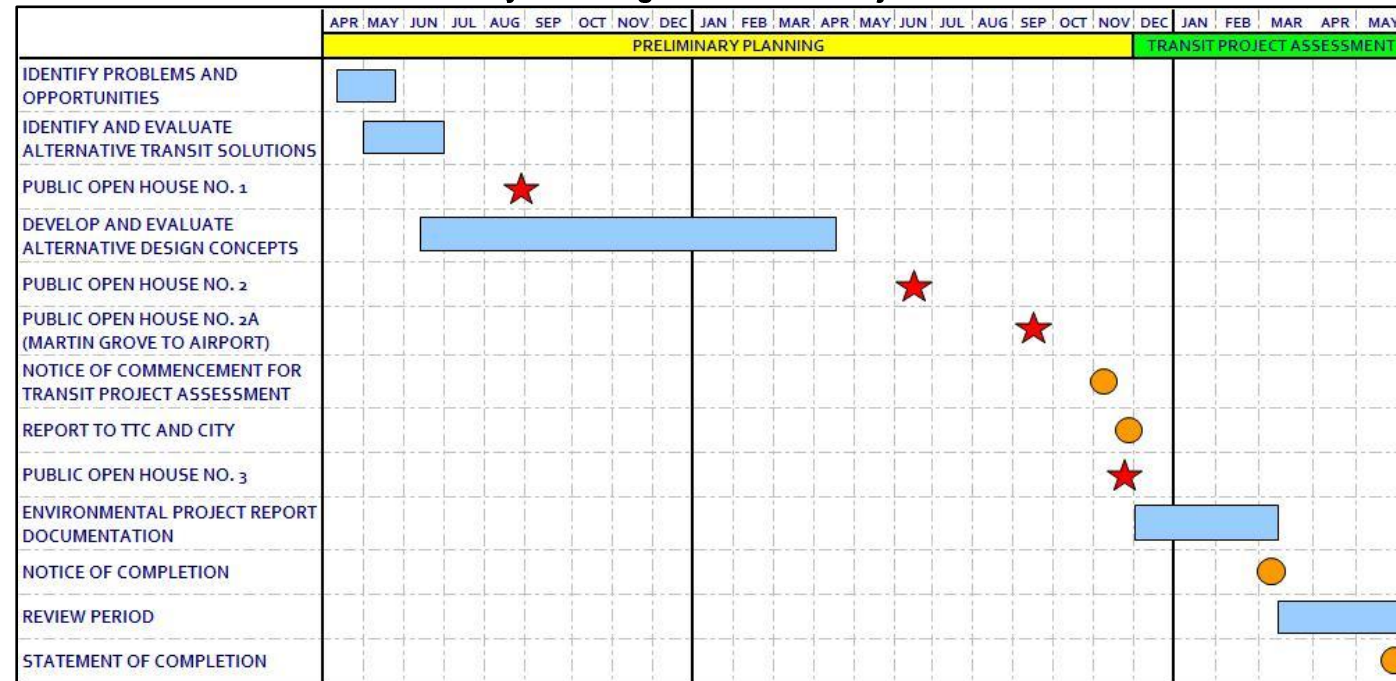 APR MAY JUN JUL AUG SEP OCT NOV DEC JAN FEB MAR APR MAY JUN JUL AUG SEP OCT NOV DEC JAN FEB MAR APR MAY
PRELIMINARY PLANNING TRANSIT PROJECT ASSESSMENT
IDENTIFY PROBLEMS AND
OPPORTUNITIES
IDENTIFY AND EVALUATE
ALTERNATIVE TRANSIT SOLUTIONS
PUBLIC OPEN HOUSE NO. 1
DEVELOP AND EVALUATE
ALTERNATIVE DESIGN CONCEPTS
PUBLIC OPEN HOUSE NO. 2
PUBLIC OPEN HOUSE NO. 2A
(MARTIN GROVE TO AIRPORT)
NOTICE OF COMMENCEMENT FOR
TRANSIT PROJECT ASSESSMENT
REPORT TO TTC AND CITY
PUBLIC OPEN HOUSE NO. 3
ENVIRONMENTAL PROJECT REPORT
DOCUMENTATION
NOTICE OF COMPLETION
REVIEW PERIOD
STATEMENT OF COMPLETION